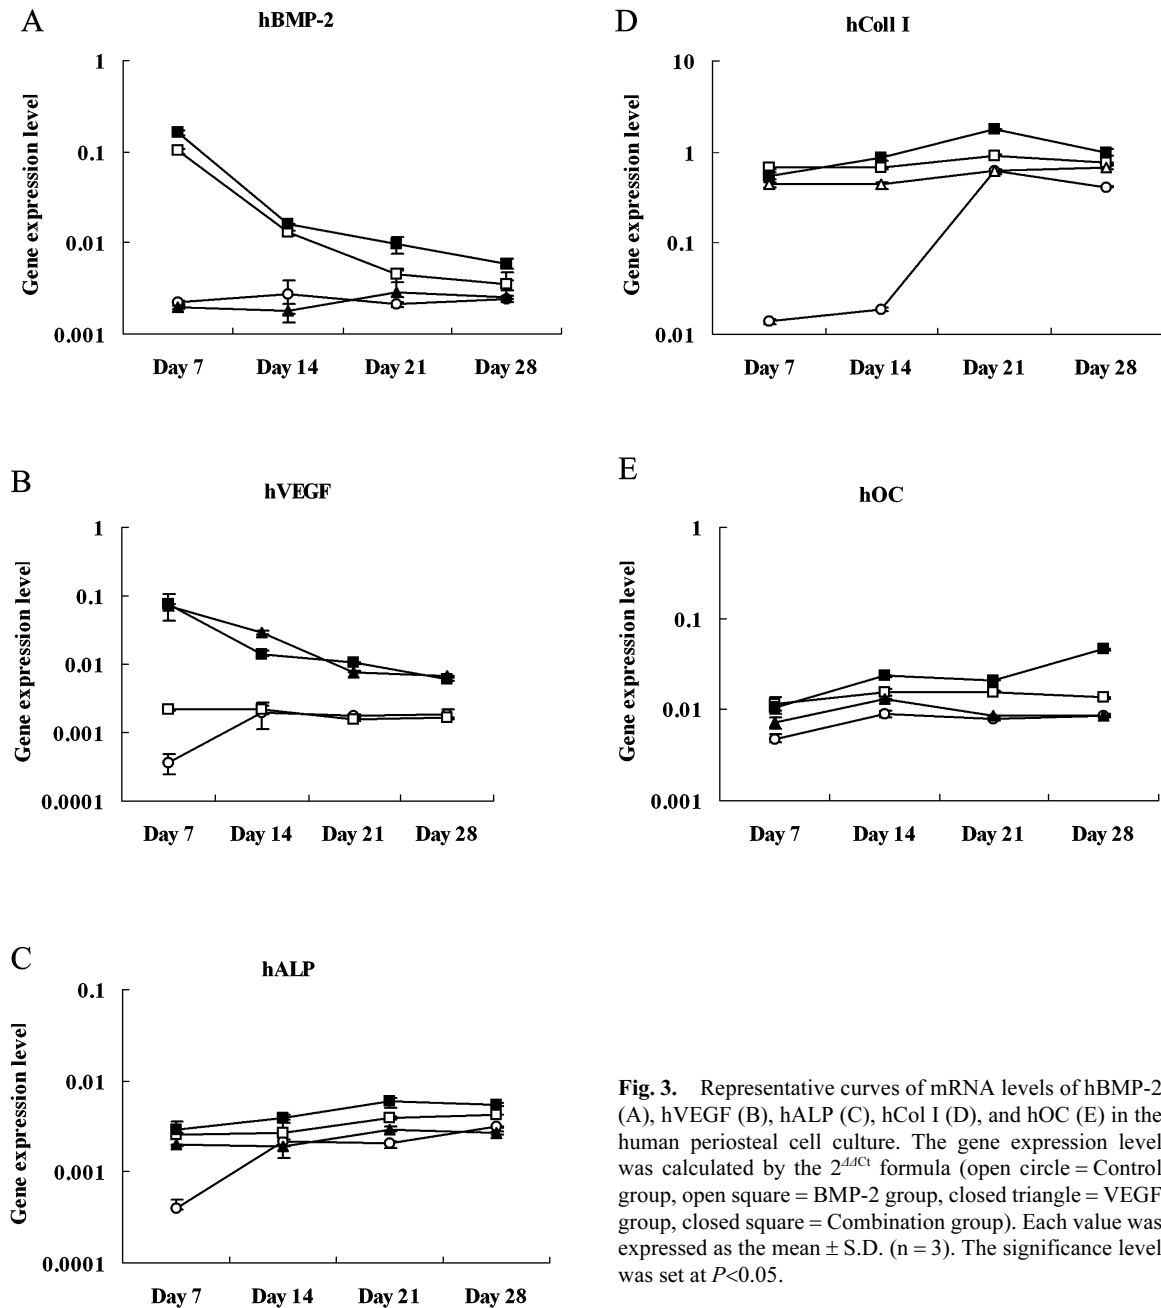 A
hBMP-2
Gene expression level
1
0.1
0.01
0.001
Day 7 Day 14 Day 21 Day 28
B
hVEGF
Gene expression level
1
0.1
0.01
0.001
0.0001
Day 7 Day 14 Day 21 Day 28
C
hALP
Gene expression level
0.1
0.01
0.001
0.0001
Day 7 Day 14 Day 21 Day 28
D
hColl I
Gene expression level
10
1
0.1
0.01
Day 7 Day 14 Day 21 Day 28
E
hOC
Gene expression level
1
0.1
0.01
0.001
Day 7 Day 14 Day 21 Day 28
Fig. 3. Representative curves of mRNA levels of hBMP-2
(A), hVEGF (B), hALP (C), hCol I (D), and hOC (E) in the
human periosteal cell culture. The gene expression level
was calculated by the 2^ΔΔCt formula (open circle = Control
group, open square = BMP-2 group, closed triangle = VEGF
group, closed square = Combination group). Each value was
expressed as the mean ± S.D. (n = 3). The significance level
was set at P<0.05.